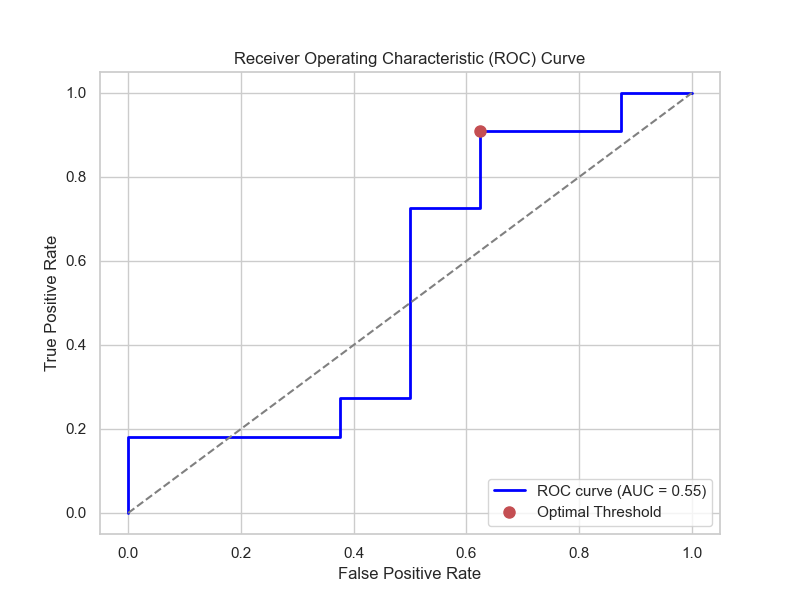 Receiver Operating Characteristic (ROC) Curve
1.0
0.8
0.6
0.4
0.2
0.0
True Positive Rate
0.0 0.2 0.4 0.6 0.8 1.0
False Positive Rate
ROC curve (AUC = 0.55)
Optimal Threshold